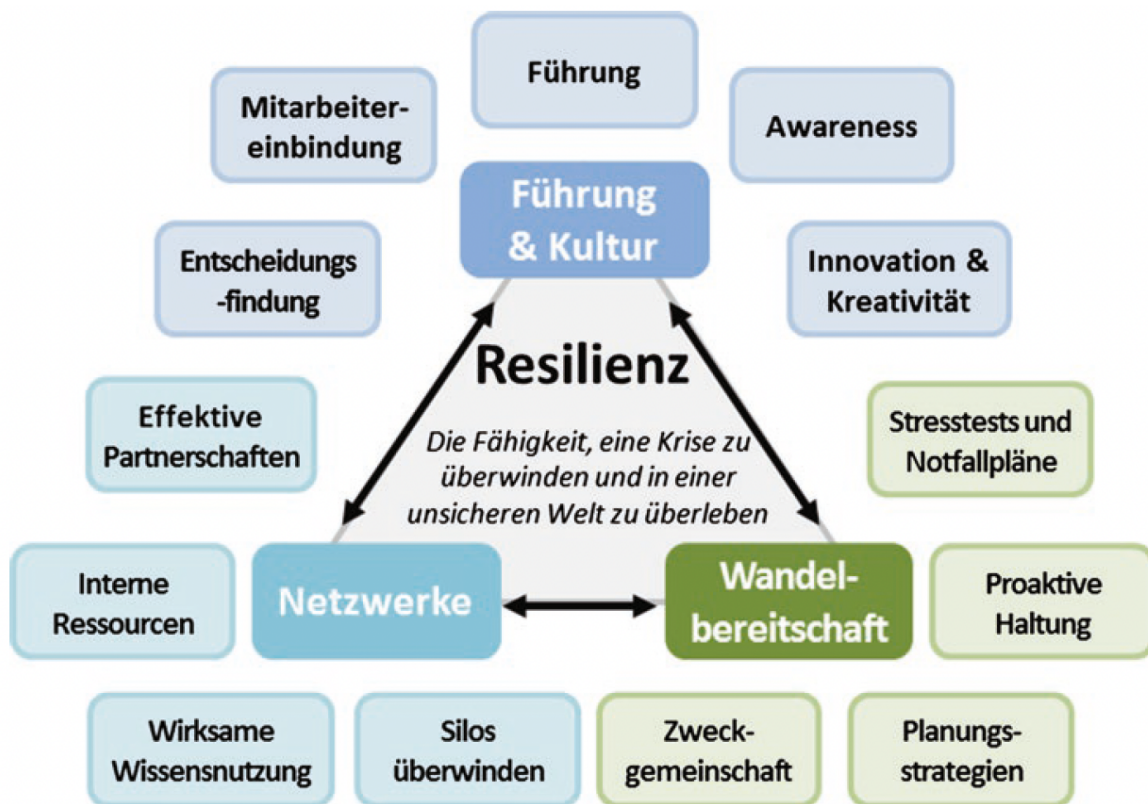 Führung
Mitarbeiter-
einbindung
Awareness
Führung
& Kultur
Entscheidungs
-findung
Innovation &
Kreativität
Resilienz
Die Fähigkeit, eine Krise zu
überwinden und in einer
unsicheren Welt zu überleben
Effektive
Partnerschaften
Stresstests und
Notfallpläne
Interne
Ressourcen
Netzwerke
Wandel-
bereitschaft
Proaktive
Haltung
Wirksame
Wissensnutzung
Silos
überwinden
Zweck-
gemeinschaft
Planungs-
strategien